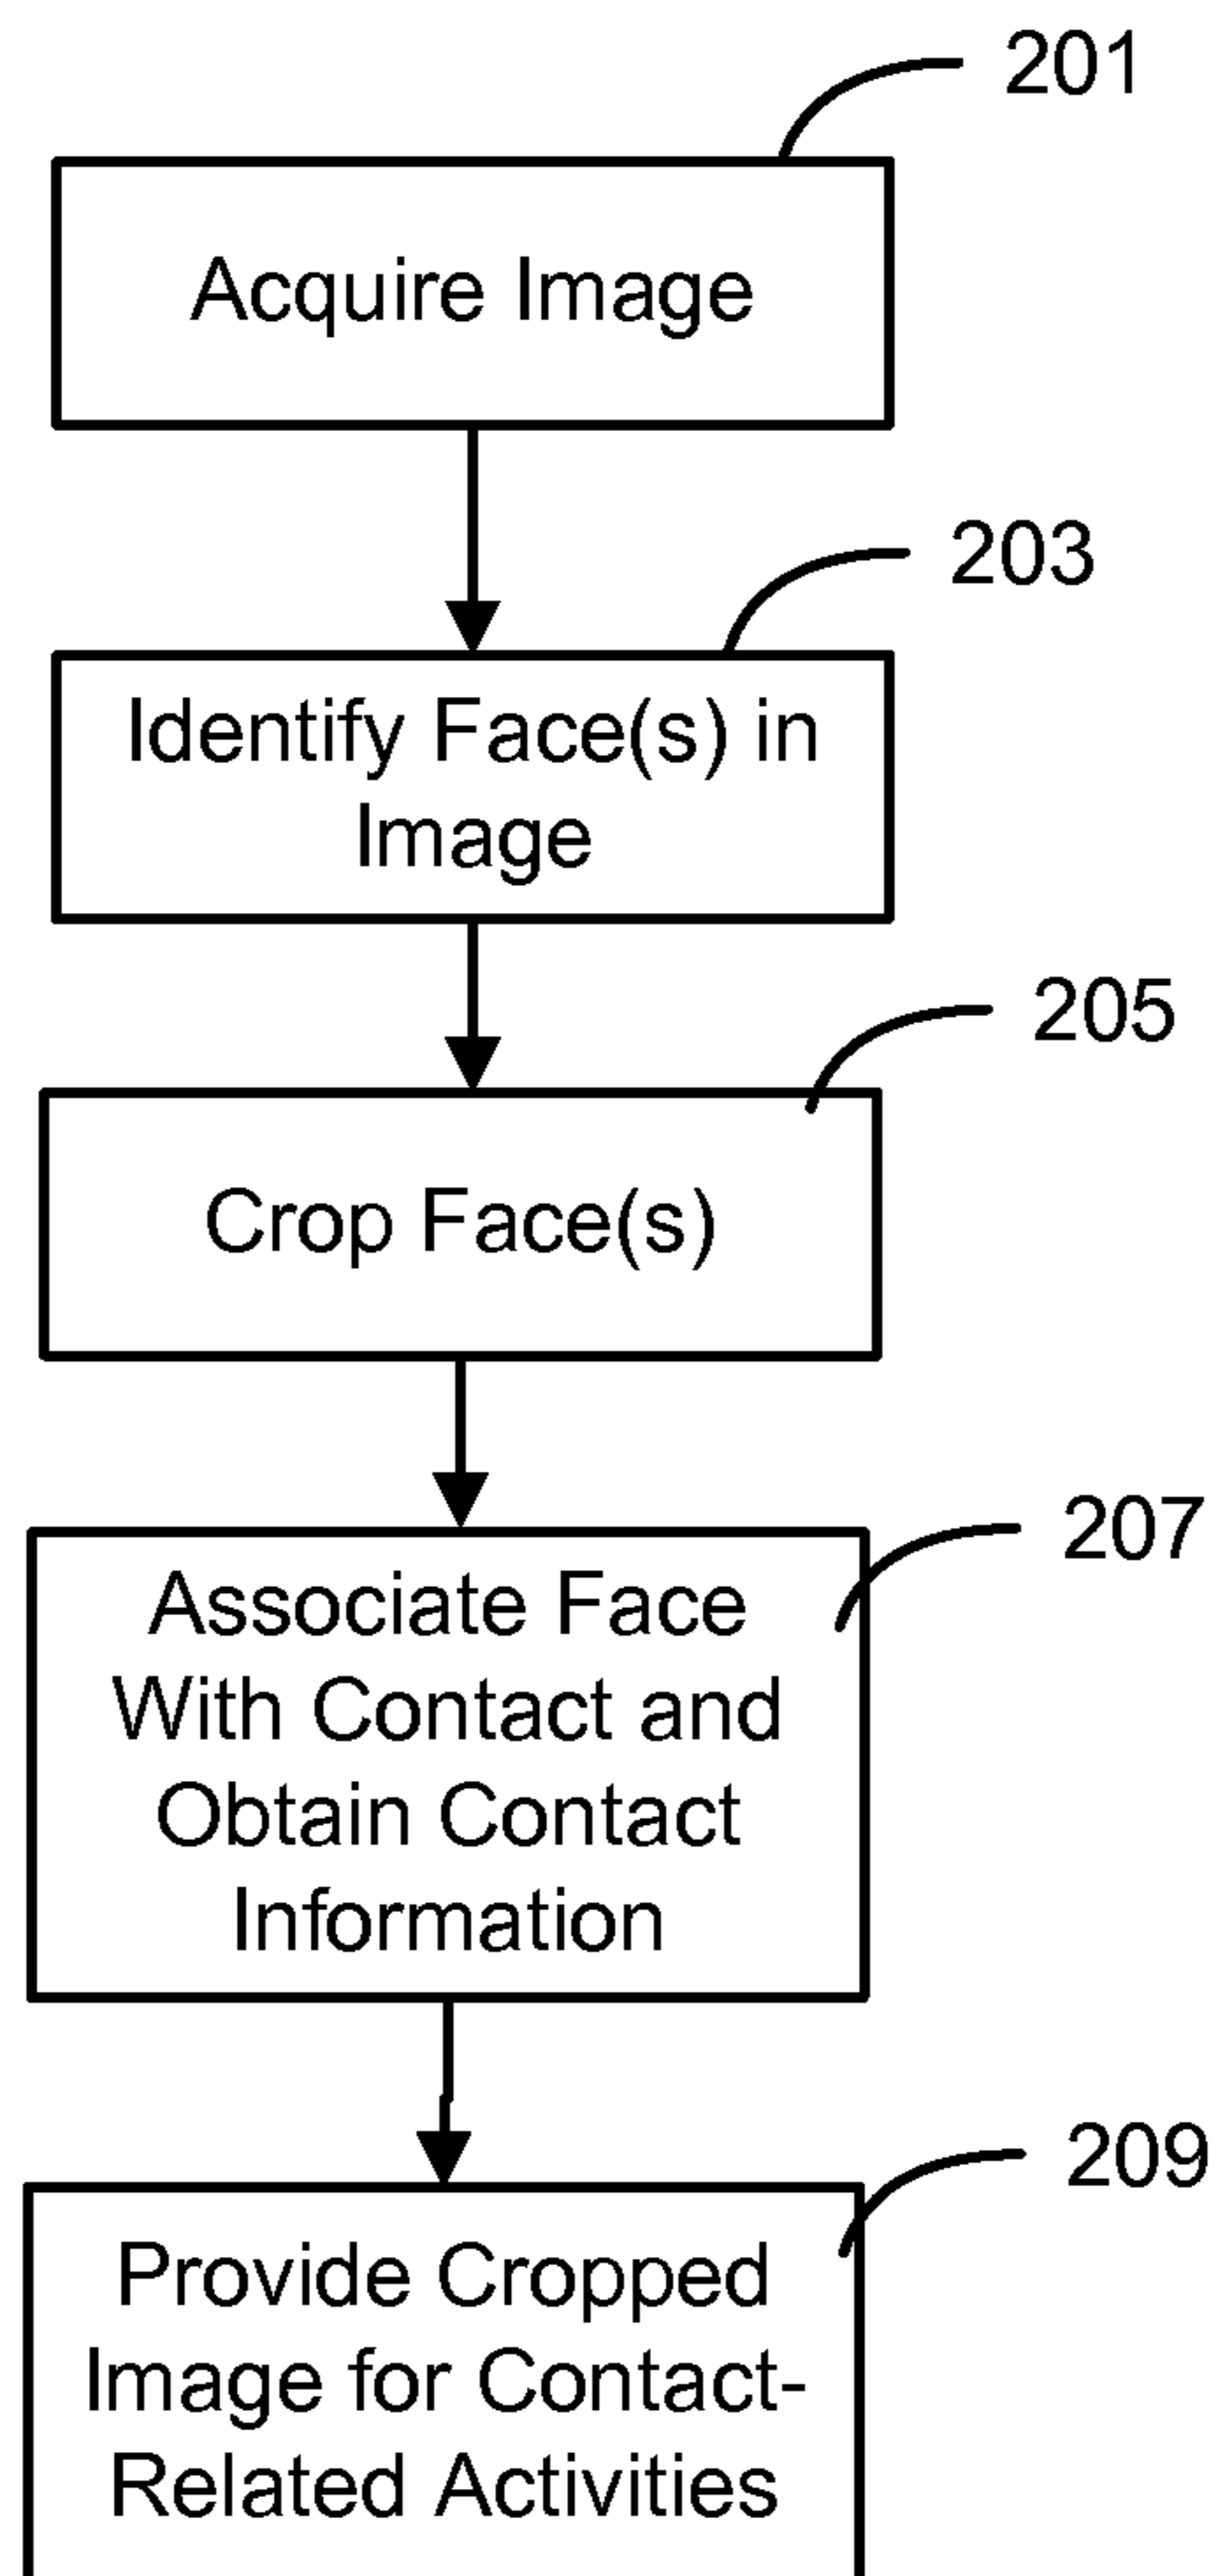 201
Acquire Image
203
Identify Face(s) in
Image
205
Crop Face(s)
207
Associate Face
With Contact and
Obtain Contact
Information
209
Provide Cropped
Image for Contact-
Related Activities